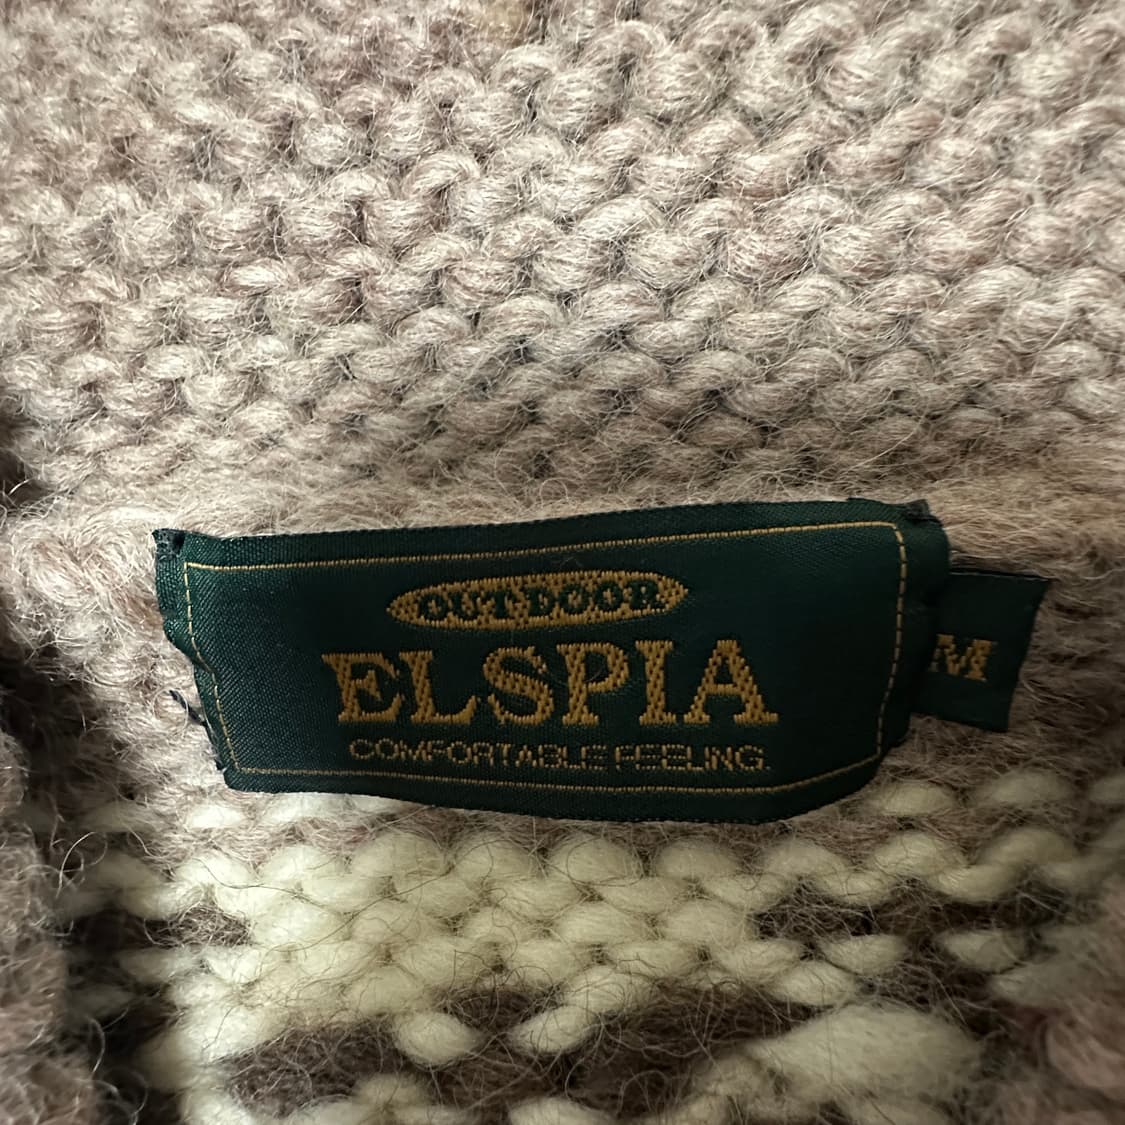 OUTDOOR
ELSPIA
COMFORTABLE FEELING.
M